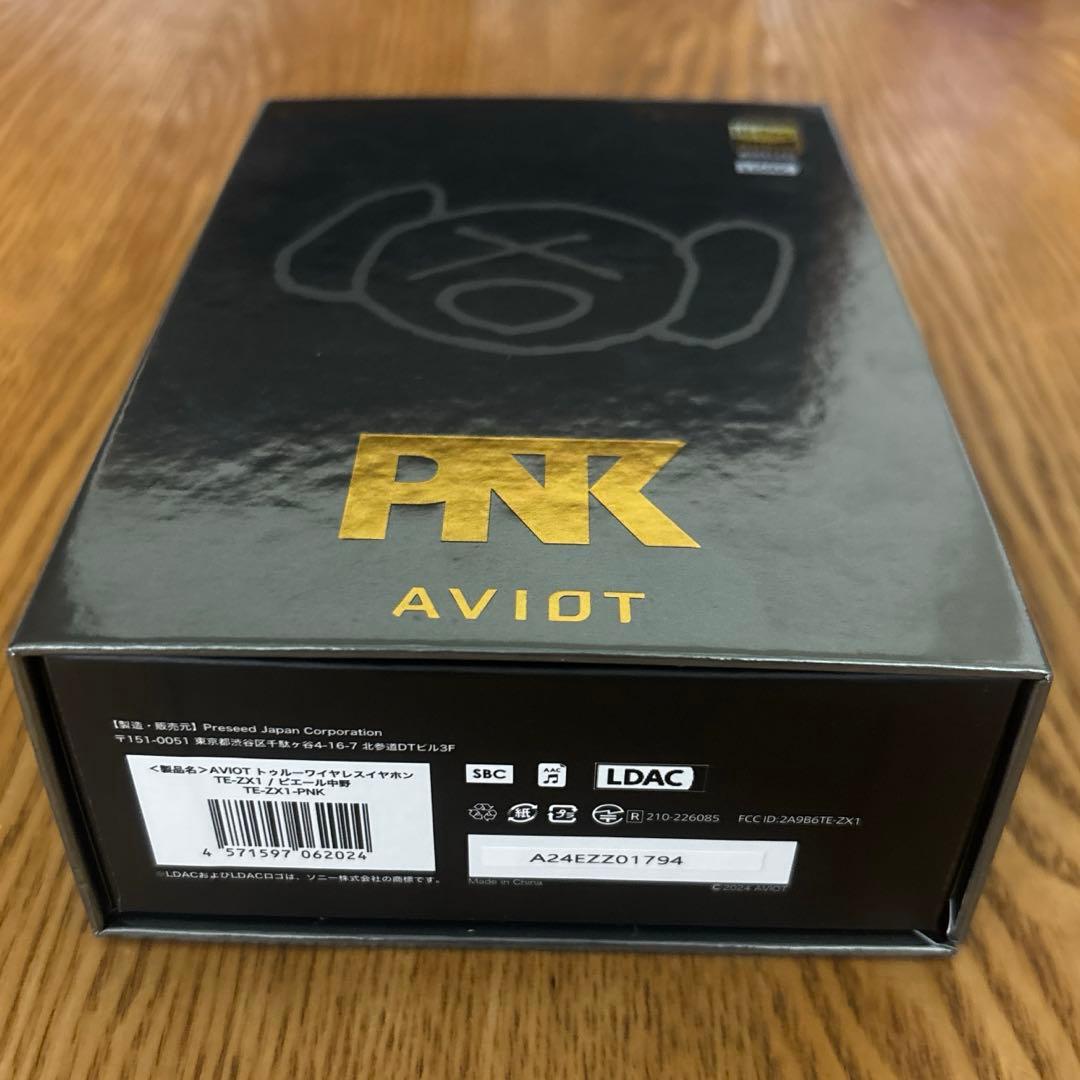 PNK
AVIOT
【製造・販売元】Preseed Japan Corporation
〒151-0051 東京都渋谷区千駄ヶ谷4-16-7 北参道DTビル3F
＜製品名＞AVIOT トゥルーワイヤレスイヤホン
TE-ZX1 / ピエール中野
TE-ZX1-PNK
4 571597 062024
※LDACおよびLDACロゴは、ソニー株式会社の商標です。
SBC AAC LDAC
紙 プラ R 210-226085 FCC ID:2A9B6TE-ZX1
A24EZZ01794
Made in China © 2024 AVIOT